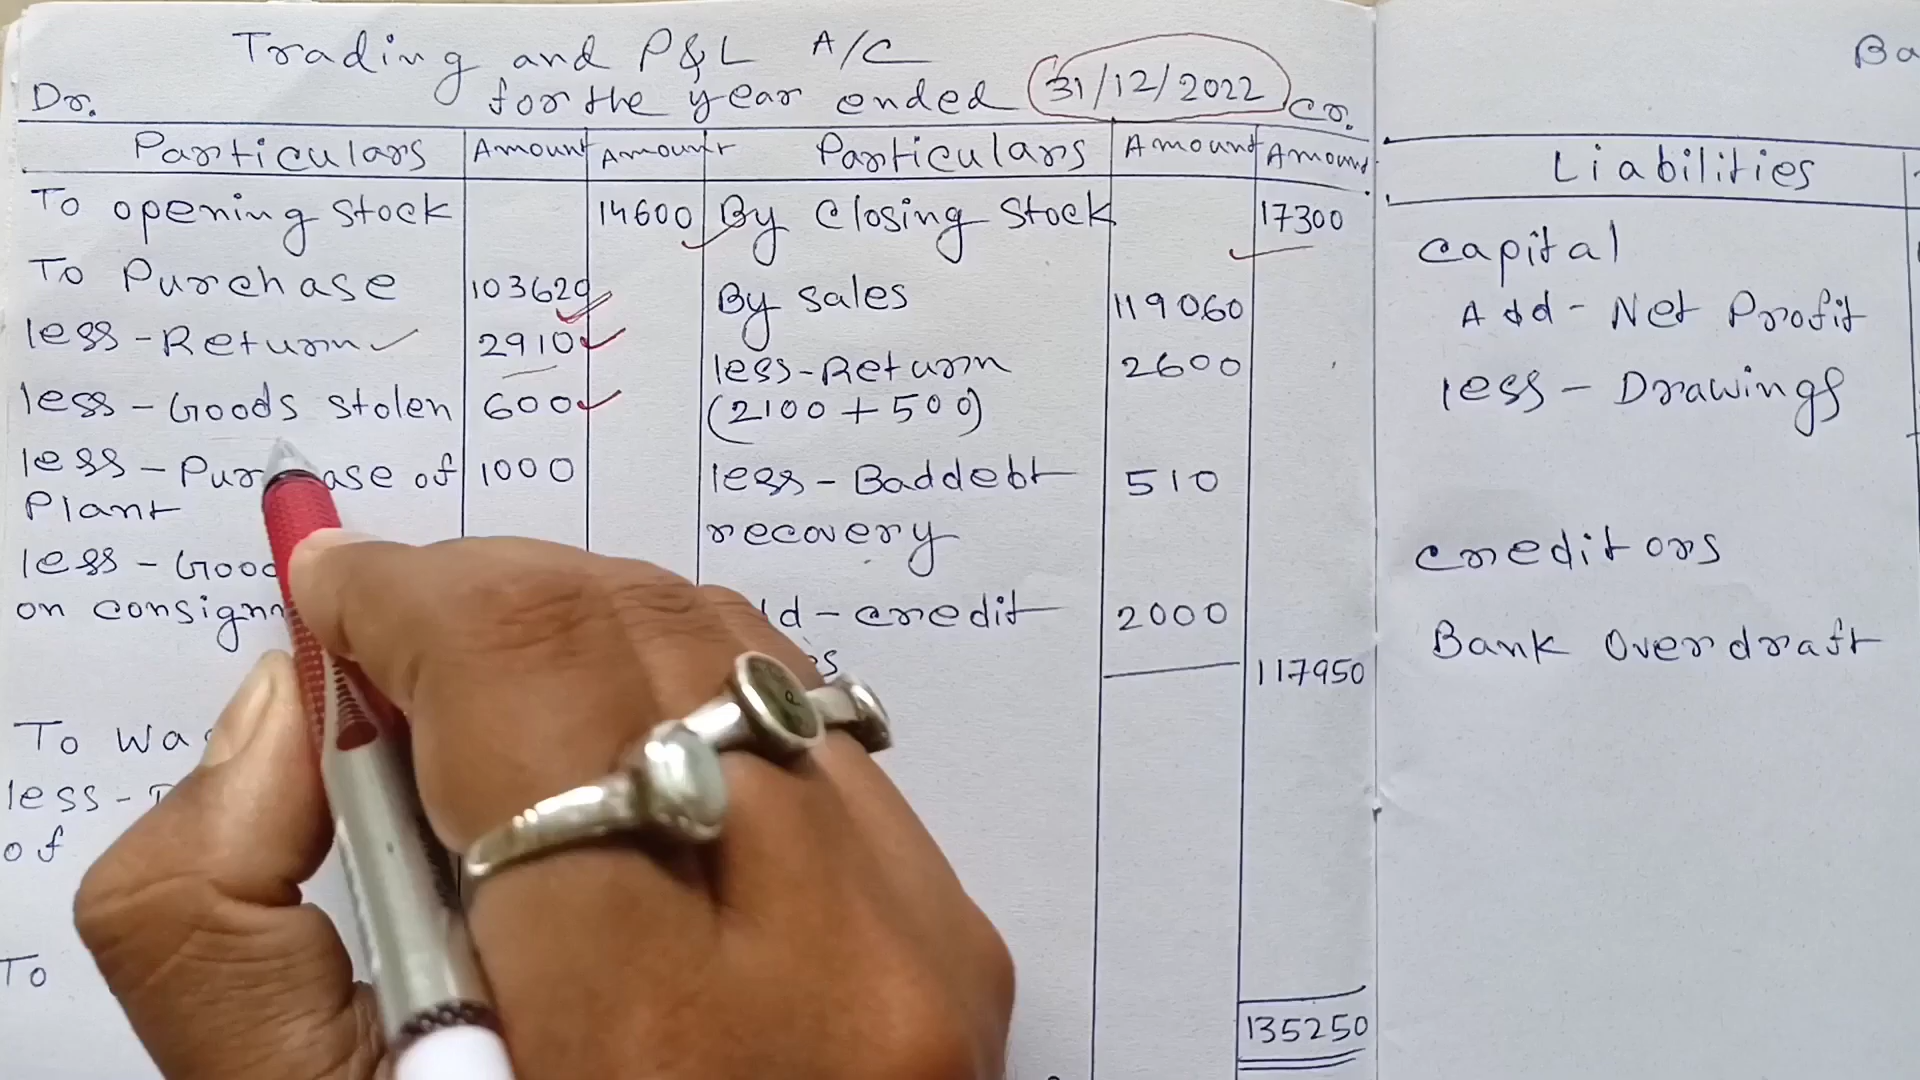 Trading and P&L A/C
for the year ended 31/12/2022
Dr. Cr.
Particulars Amount Amount Particulars Amount Amount
To opening stock 14600 By Closing Stock 17300
To Purchase 103620 By sales 119060
less - Return 2910 less - Return 2600
less - Goods stolen 600 (2100 + 500)
less - Purchase of 1000 less - Baddebt 510
Plant recovery
less -
on 2000
credit
117950
To
less -
of
To
135250
Ba
Liabilities
Capital
Add - Net Profit
less - Drawings
creditors
Bank Overdraft